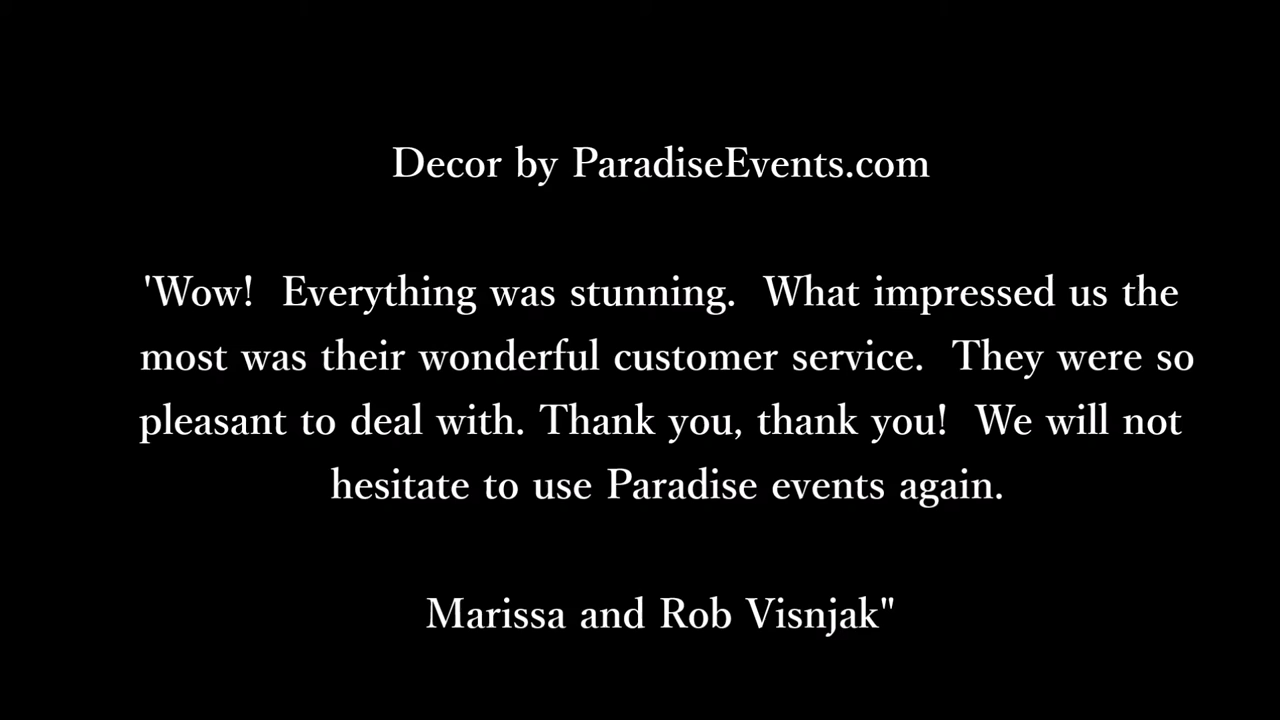 Decor by ParadiseEvents.com
'Wow!  Everything was stunning.  What impressed us the
most was their wonderful customer service.  They were so
pleasant to deal with. Thank you, thank you!  We will not
hesitate to use Paradise events again.
Marissa and Rob Visnjak"